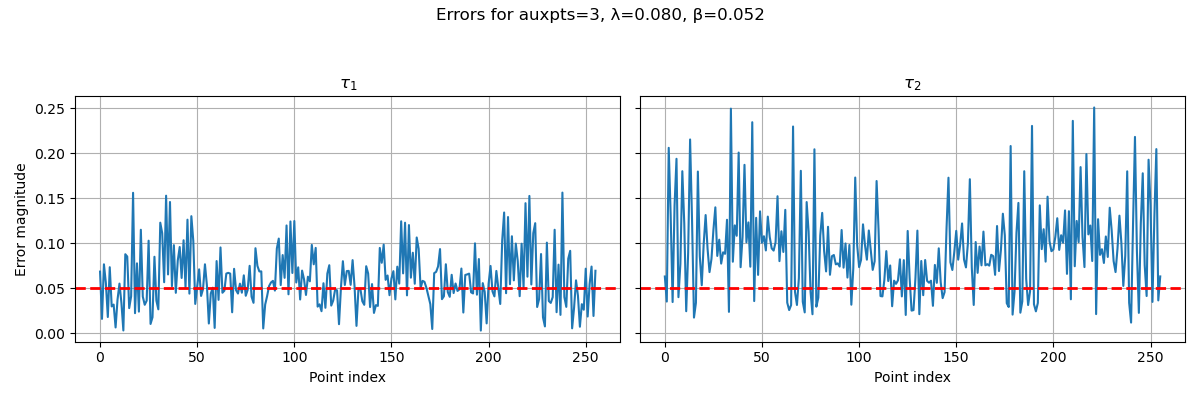 Errors for auxpts=3, λ=0.080, β=0.052
τ₁
τ₂
Error magnitude
0.25
0.20
0.15
0.10
0.05
0.00
0 50 100 150 200 250
0 50 100 150 200 250
Point index
Point index